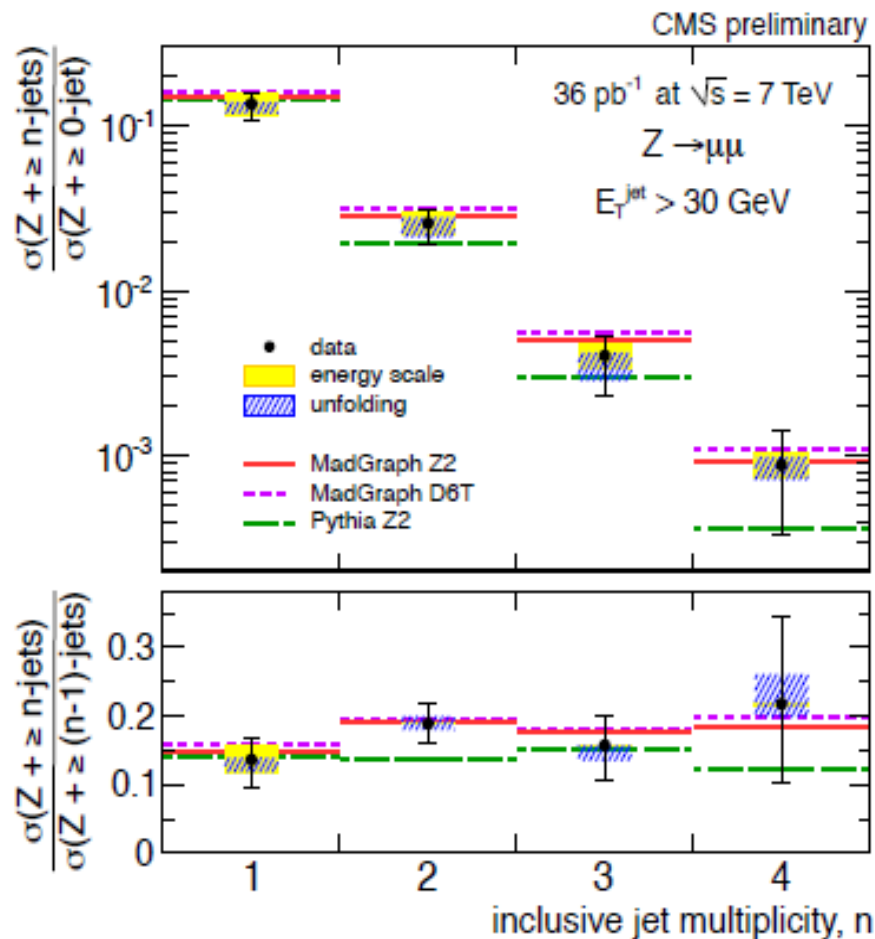 CMS preliminary
σ(Z + ≥ n-jets)
σ(Z + ≥ 0-jet)
36 pb⁻¹ at √s = 7 TeV
Z →μμ
E_T^jet > 30 GeV
10⁻¹
10⁻²
10⁻³
data
energy scale
unfolding
MadGraph Z2
MadGraph D6T
Pythia Z2
σ(Z + ≥ n-jets)
σ(Z + ≥ (n-1)-jets)
0.3
0.2
0.1
0
1 2 3 4
inclusive jet multiplicity, n